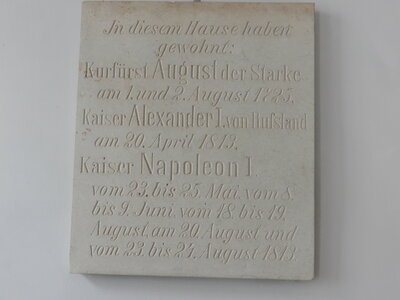 In diesem Hause haben
gewohnt:
Kurfürst August der Starke
am 1. und 2. August 1725.
Kaiser Alexander I. von Rußland
am 20. April 1813.
Kaiser Napoleon I.
vom 23. bis 25. Mai, vom 8.
bis 9. Juni, vom 18. bis 19.
August, am 20. August und
vom 23. bis 24. August 1813.